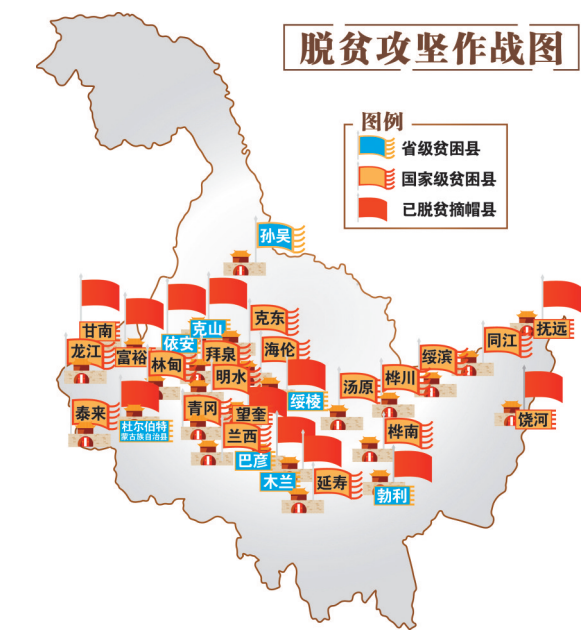 脱贫攻坚作战图
图例
省级贫困县
国家级贫困县
已脱贫摘帽县
孙吴
甘南
克山
克东
抚远
龙江
富裕
依安
拜泉
海伦
绥滨
同江
林甸
明水
绥棱
汤原
桦川
泰来
杜尔伯特
蒙古族自治县
青冈
望奎
饶河
兰西
桦南
巴彦
木兰
延寿
勃利